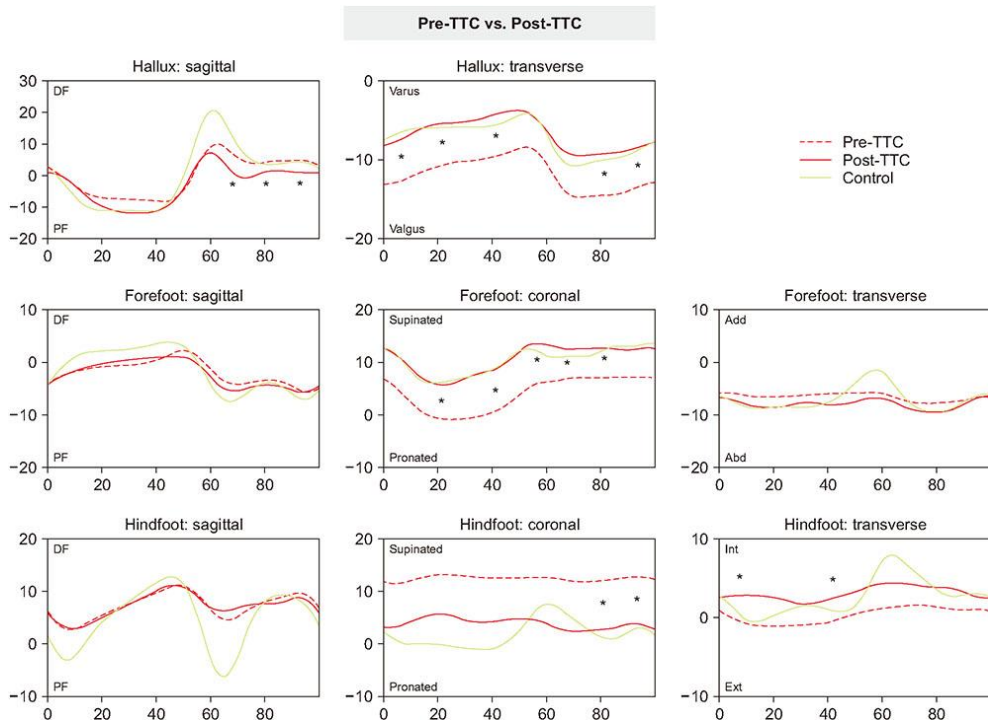 Pre-TTC vs. Post-TTC
Hallux: sagittal
30
20
10
0
−10
−20
DF
PF
0 20 40 60 80
Hallux: transverse
0
−10
−20
Varus
Valgus
* * * * *
0 20 40 60 80
* * *
Pre-TTC
Post-TTC
Control
Forefoot: sagittal
10
0
−10
−20
DF
PF
0 20 40 60 80
Forefoot: coronal
20
10
0
−10
Supinated
Pronated
* * * * *
0 20 40 60 80
Forefoot: transverse
10
0
−10
−20
Add
Abd
0 20 40 60 80
Hindfoot: sagittal
20
10
0
−10
DF
PF
0 20 40 60 80 100
Hindfoot: coronal
20
10
0
−10
Supinated
Pronated
* *
0 20 40 60 80 100
Hindfoot: transverse
10
0
−10
Int
Ext
* *
0 20 40 60 80 100